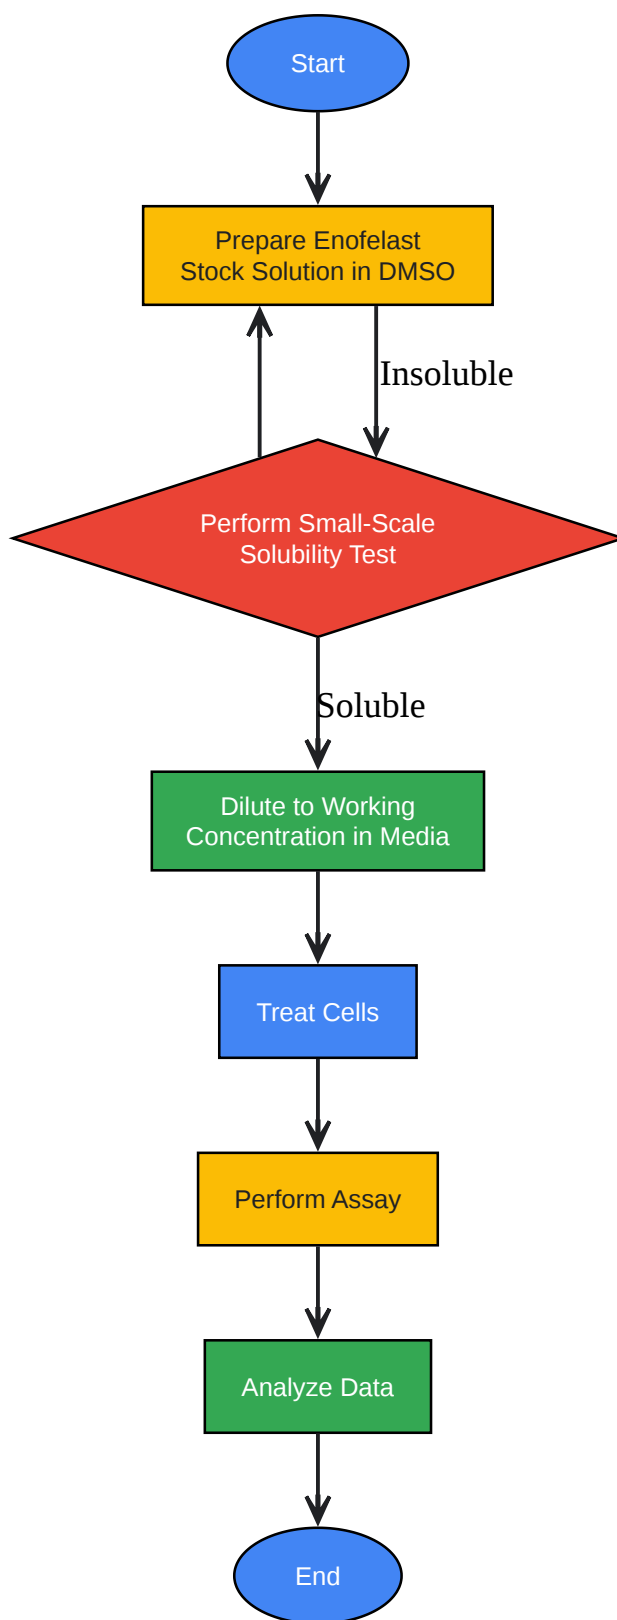 Start
Prepare Enofelast
Stock Solution in DMSO
Insoluble
Perform Small-Scale
Solubility Test
Soluble
Dilute to Working
Concentration in Media
Treat Cells
Perform Assay
Analyze Data
End